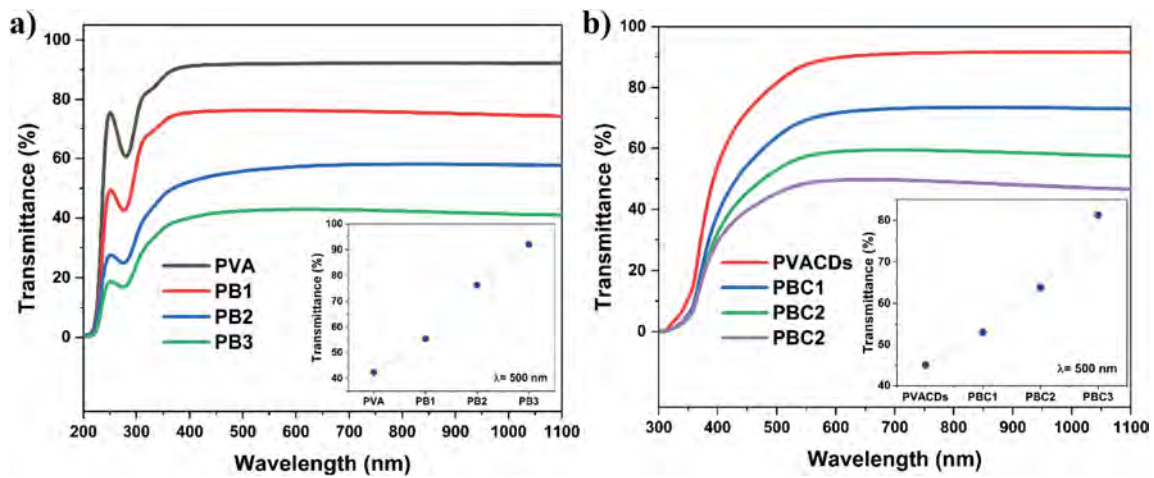 a)
Transmittance (%)
100
80
60
40
20
0
PVA
PB1
PB2
PB3
200 300 400 500 600 700 800 900 1000 1100
Wavelength (nm)
Transmittance (%)
100
90
80
70
60
50
40
λ= 500 nm
PVA PB1 PB2 PB3
b)
Transmittance (%)
100
80
60
40
20
0
PVACDs
PBC1
PBC2
PBC2
300 400 500 600 700 800 900 1000 1100
Wavelength (nm)
Transmittance (%)
80
70
60
50
40
λ= 500 nm
PVACDs PBC1 PBC2 PBC3